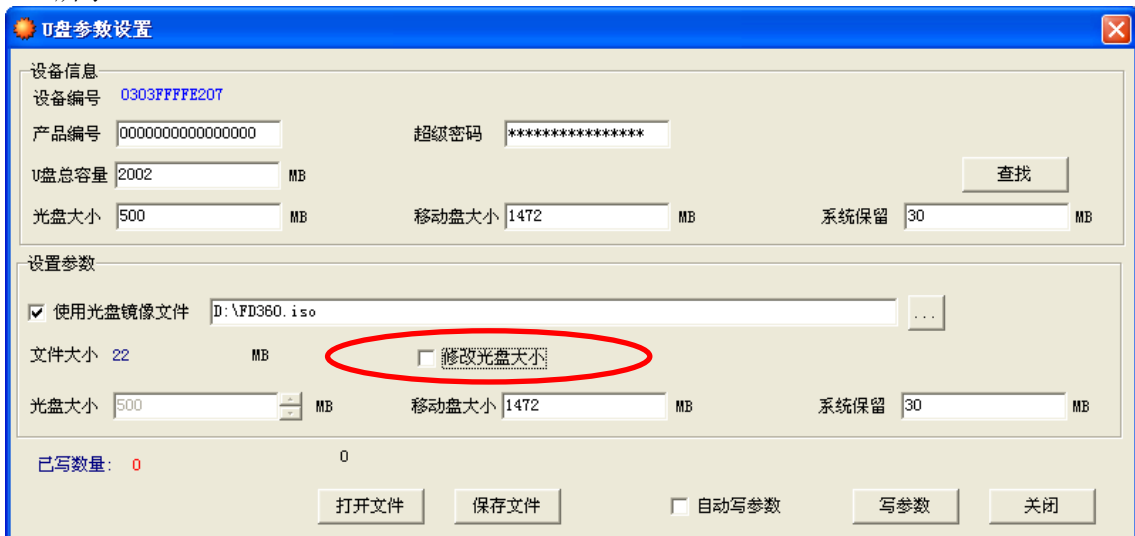 U盘参数设置
设备信息
设备编号 0303FFFFE207
产品编号 0000000000000000 超级密码 ****************
U盘总容量 2002 MB 查找
光盘大小 500 MB 移动盘大小 1472 MB 系统保留 30 MB
设置参数
使用光盘镜像文件 D:\FD360.iso ...
文件大小 22 MB 修改光盘大小
光盘大小 500 MB 移动盘大小 1472 MB 系统保留 30 MB
已写数量: 0 0
打开文件 保存文件 自动写参数 写参数 关闭